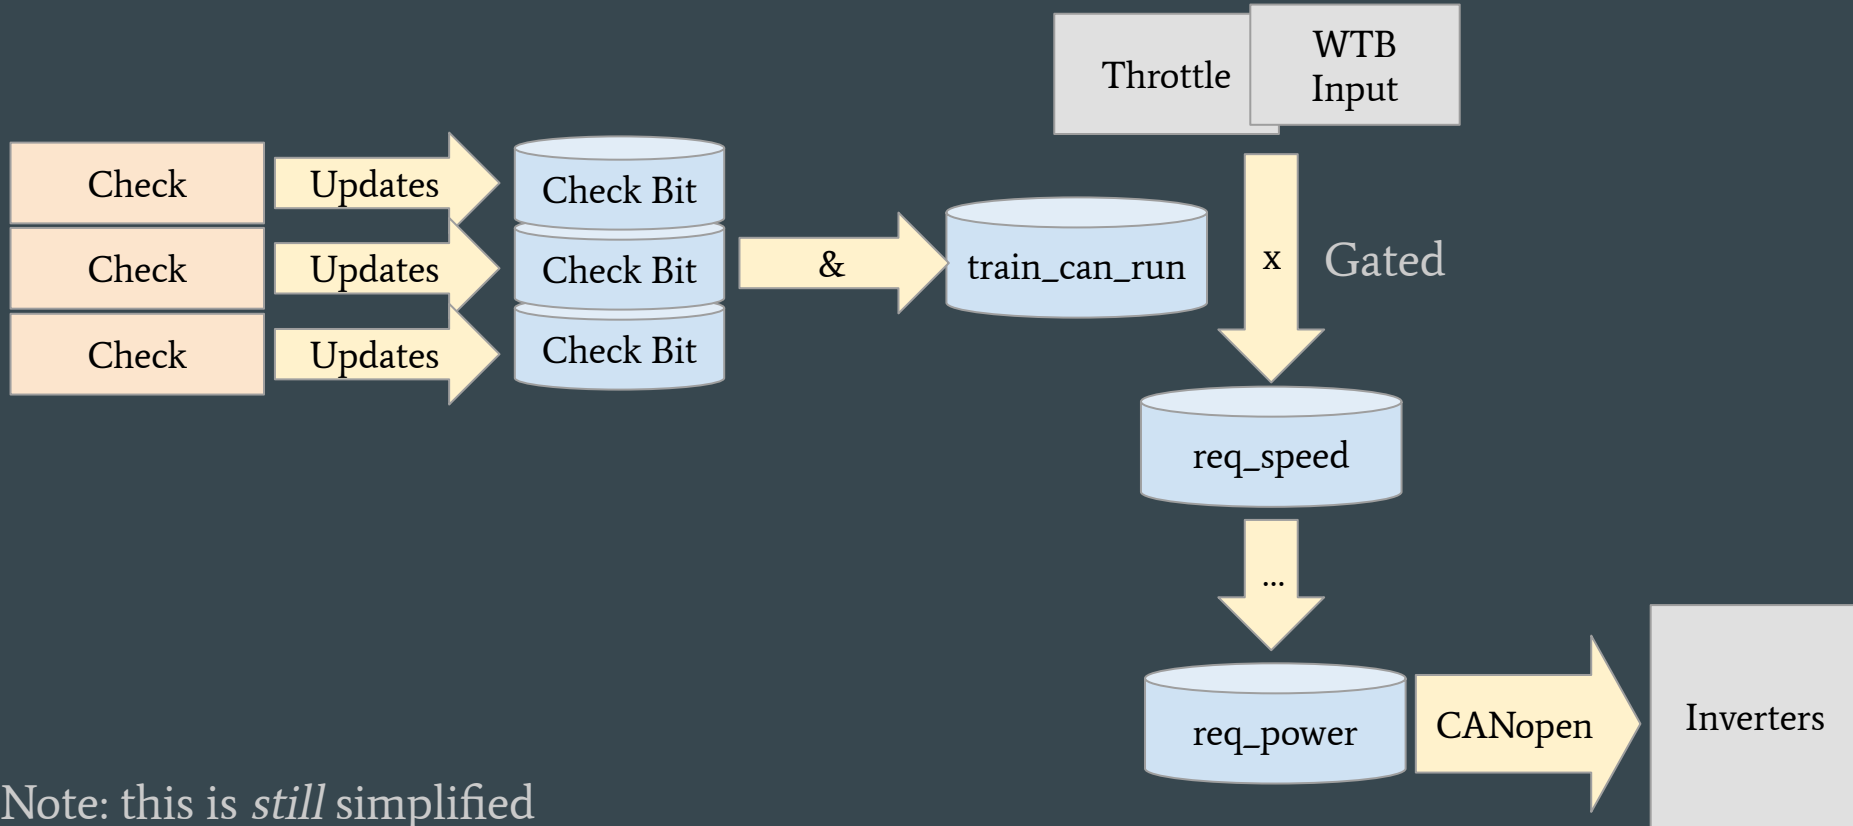 Throttle
WTB
Input
Check
Updates
Check Bit
Check
Updates
Check Bit
Check
Updates
Check Bit
&
train_can_run
x
Gated
req_speed
...
req_power
CANopen
Inverters
Note: this is still simplified